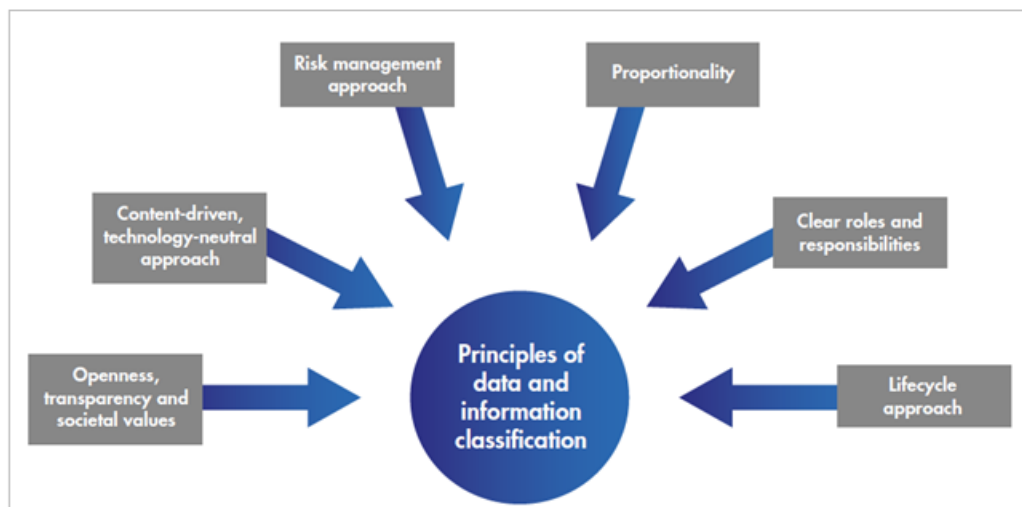 Risk management
approach
Proportionality
Content-driven,
technology-neutral
approach
Clear roles and
responsibilities
Openness,
transparency and
societal values
Principles of
data and
information
classification
Lifecycle
approach